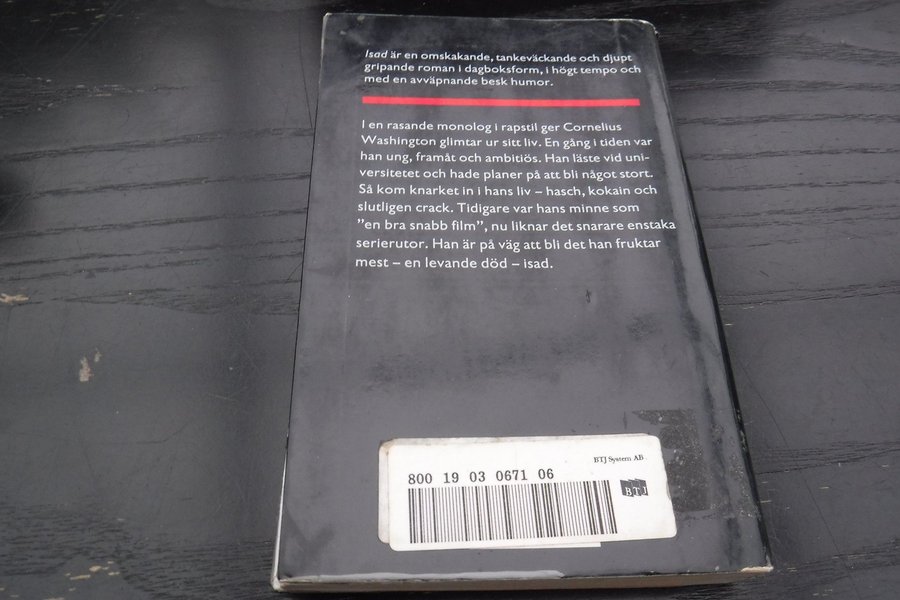 Isad är en omskakande, tankeväckande och djupt
gripande roman i dagboksform, i högt tempo och
med en avväpnande besk humor.
I en rasande monolog i rapstil ger Cornelius
Washington glimtar ur sitt liv. En gång i tiden var
han ung, framåt och ambitiös. Han läste vid uni-
versitetet och hade planer på att bli något stort.
Så kom knarket in i hans liv – hasch, kokain och
slutligen crack. Tidigare var hans minne som
”en bra snabb film”, nu liknar det snarare enstaka
serierutor. Han är på väg att bli det han fruktar
mest – en levande död – isad.
BTJ System AB
800 19 03 0671 06
BTJ